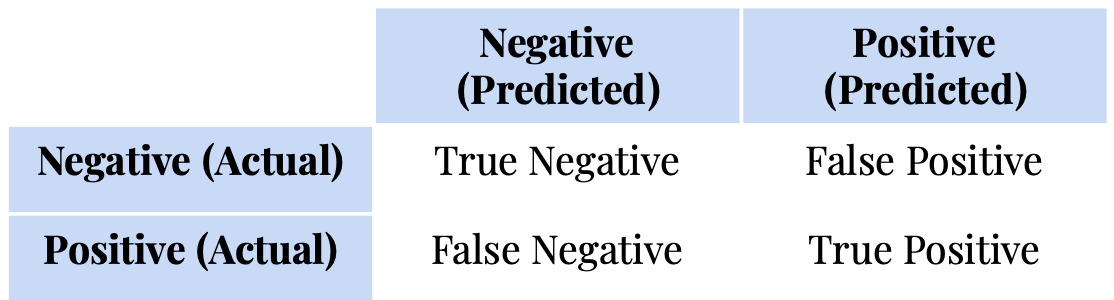 Negative Positive
(Predicted) (Predicted)
Negative (Actual) True Negative False Positive
Positive (Actual) False Negative True Positive